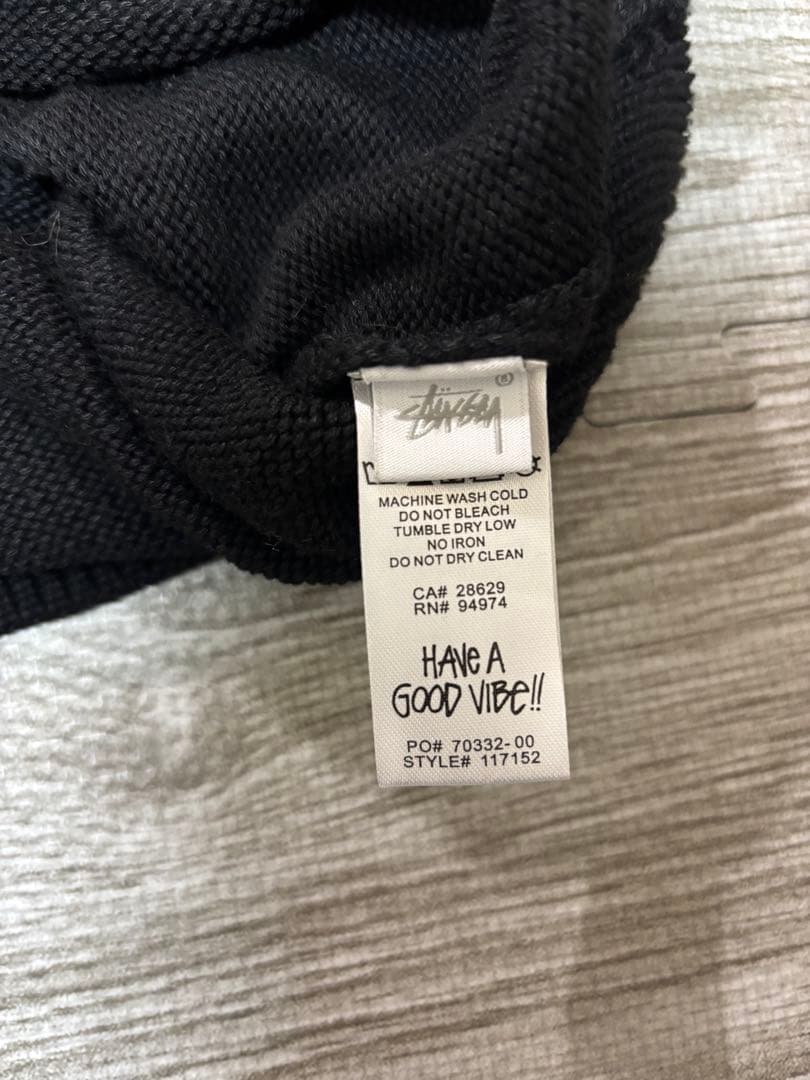 Stüssy
®
MACHINE WASH COLD
DO NOT BLEACH
TUMBLE DRY LOW
NO IRON
DO NOT DRY CLEAN
CA# 28629
RN# 94974
HAVE A
GOOD VIBE!!
PO# 70332-00
STYLE# 117152